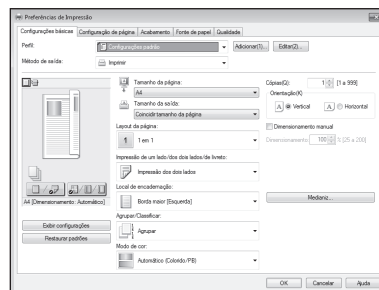 Preferências de Impressão
Configurações básicas Configuração de página Acabamento Fonte de papel Qualidade
Perfil: Configurações padrão Adicionar(1)... Editar(2)...
Método de saída: Imprimir
Tamanho da página:
A4
Tamanho da saída:
Coincidir tamanho da página
Layout da página:
1 1 em 1
Impressão de um lado/dos dois lados/de livreto:
Impressão dos dois lados
Local de encadernação:
Borda maior [Esquerda]
Agrupar/Classificar:
Agrupar
Modo de cor:
Automático (Colorido/PB)
Cópias(Q): 1 [1 a 999]
Orientação(K)
A Vertical A Horizontal
Dimensionamento manual
Dimensionamento: 100 % [25 a 200]
Medianiz...
A4 [Dimensionamento: Automático]
Exibir configurações
Restaurar padrões
OK Cancelar Ajuda